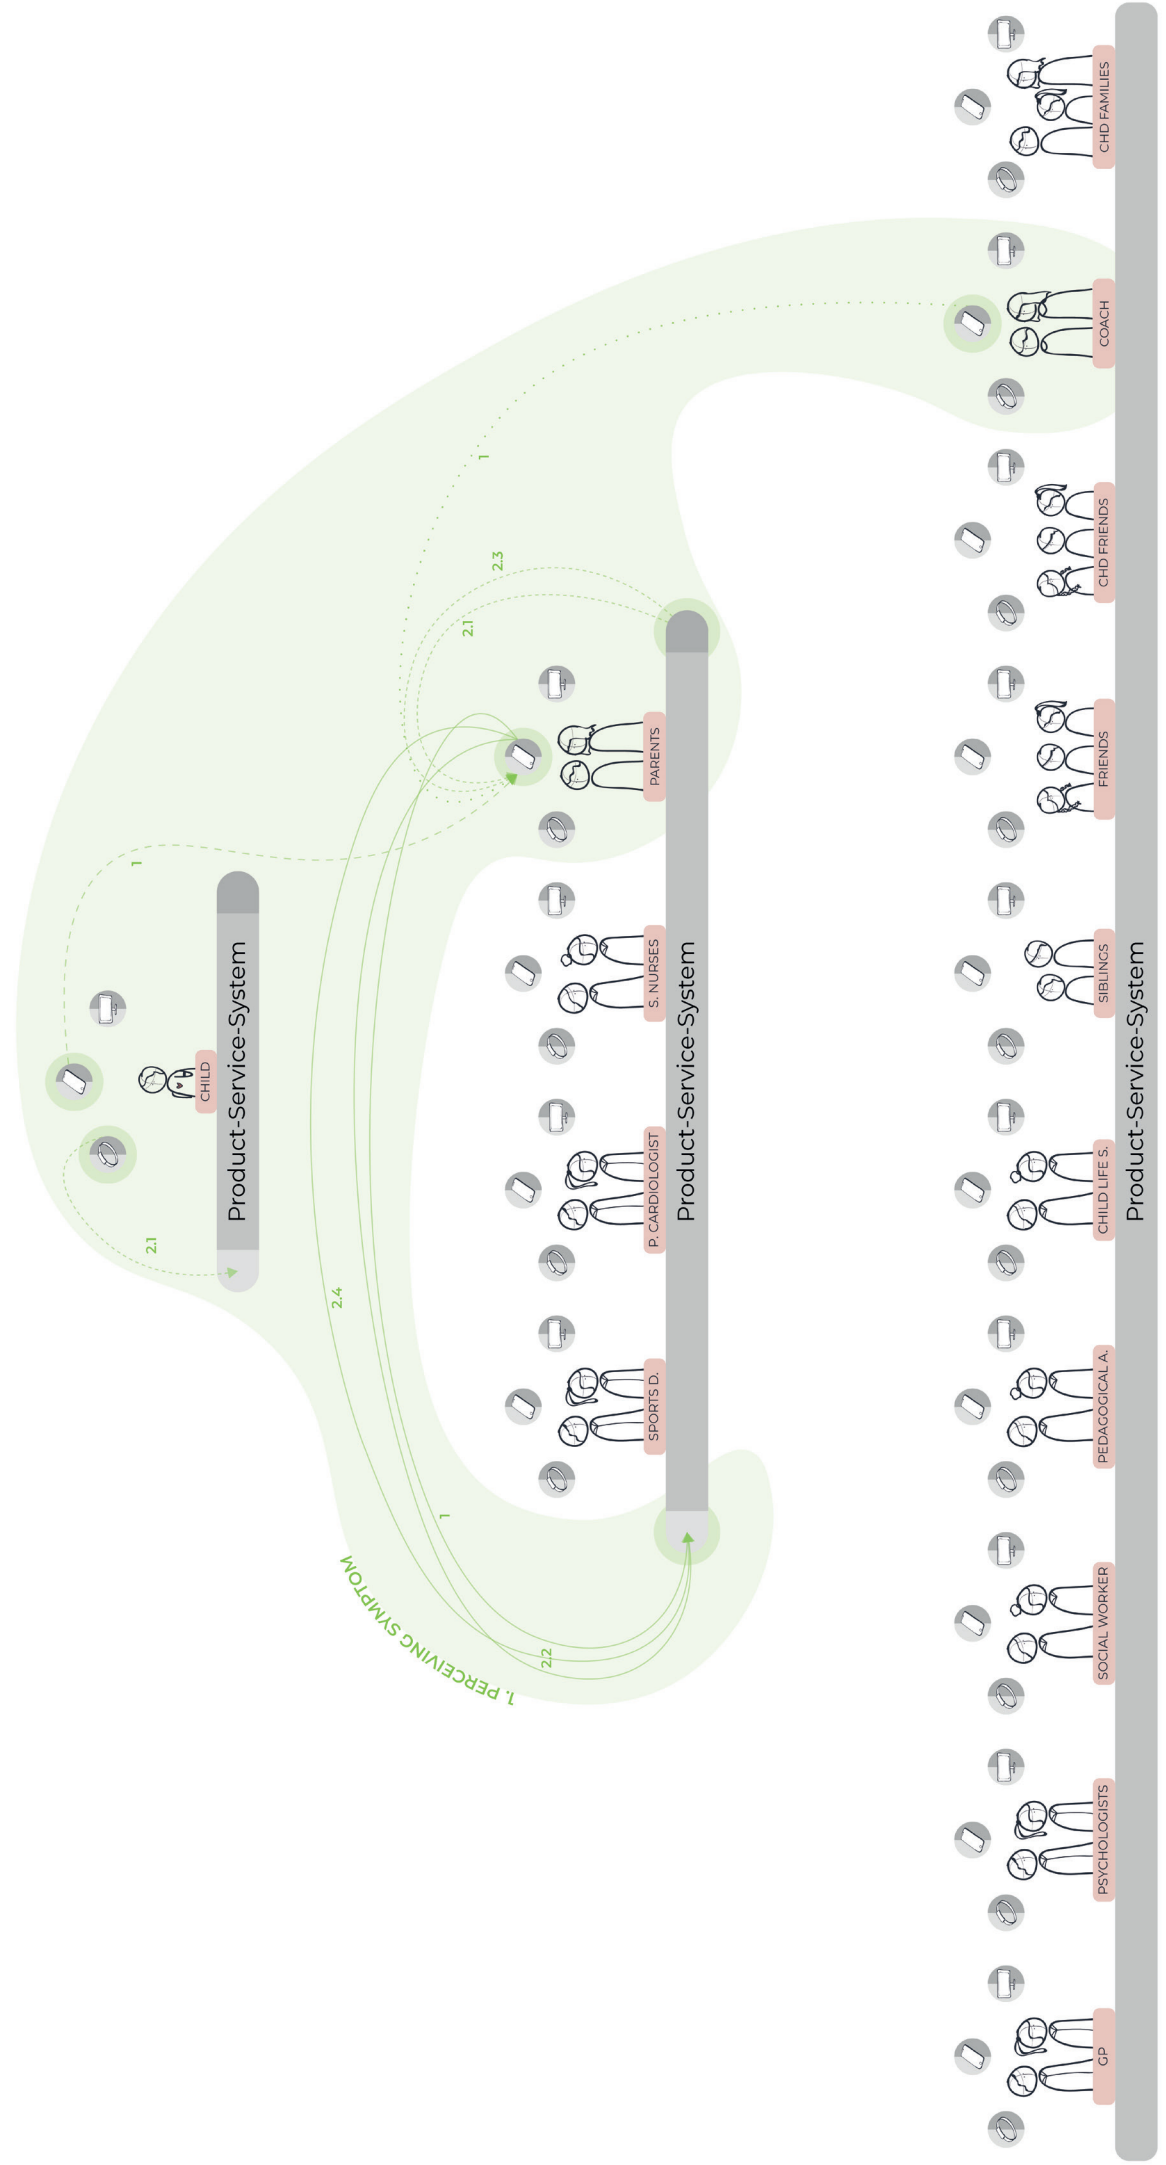 1
2.1
CHILD
Product-Service-System
1. PERCEIVING SYMPTOM
2.2
1
2.4
2.1
2.3
1
SPORTS D.
P. CARDIOLOGIST
S. NURSES
PARENTS
Product-Service-System
GP
PSYCHOLOGISTS
SOCIAL WORKER
PEDAGOGICAL A.
CHILD LIFE S.
SIBLINGS
FRIENDS
CHD FRIENDS
COACH
CHD FAMILIES
Product-Service-System